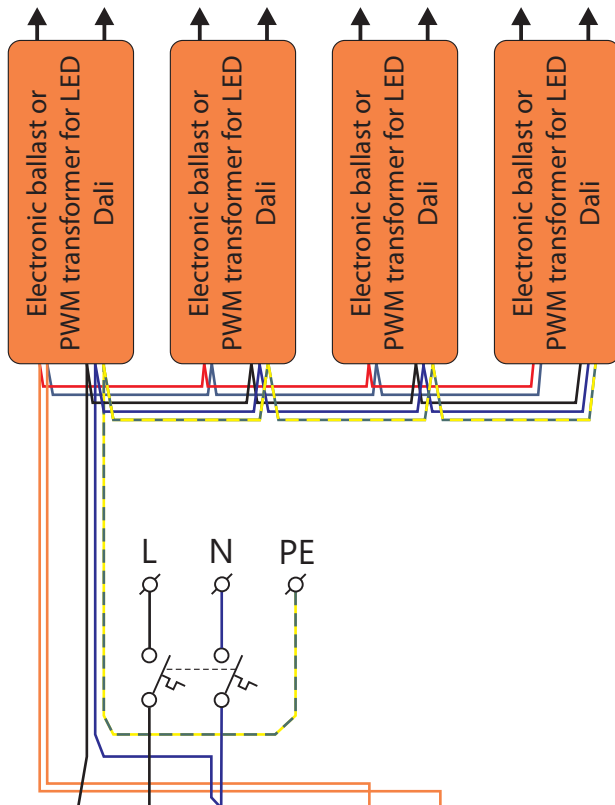 Electronic ballast or
PWM transformer for LED
Dali
Electronic ballast or
PWM transformer for LED
Dali
Electronic ballast or
PWM transformer for LED
Dali
Electronic ballast or
PWM transformer for LED
Dali
L N PE